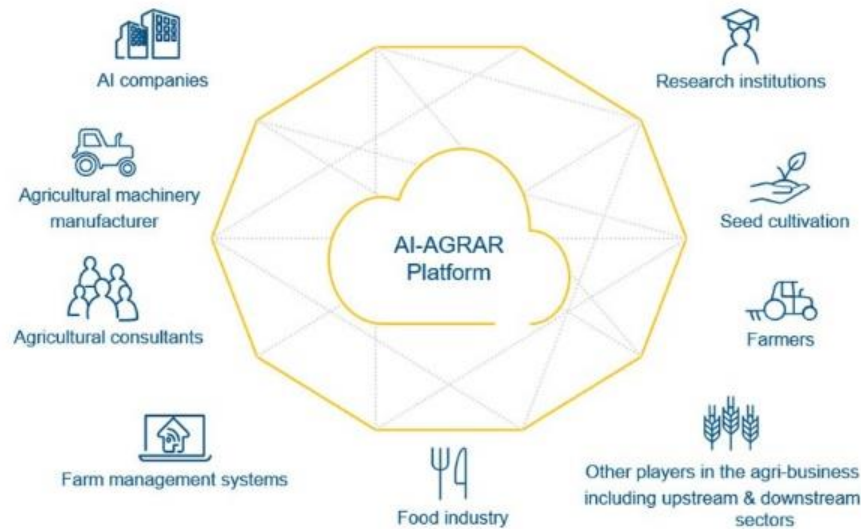 AI companies
Research institutions
Agricultural machinery
manufacturer
Seed cultivation
AI-AGRAR
Platform
Agricultural consultants
Farmers
Farm management systems
Food industry
Other players in the agri-business
including upstream & downstream
sectors